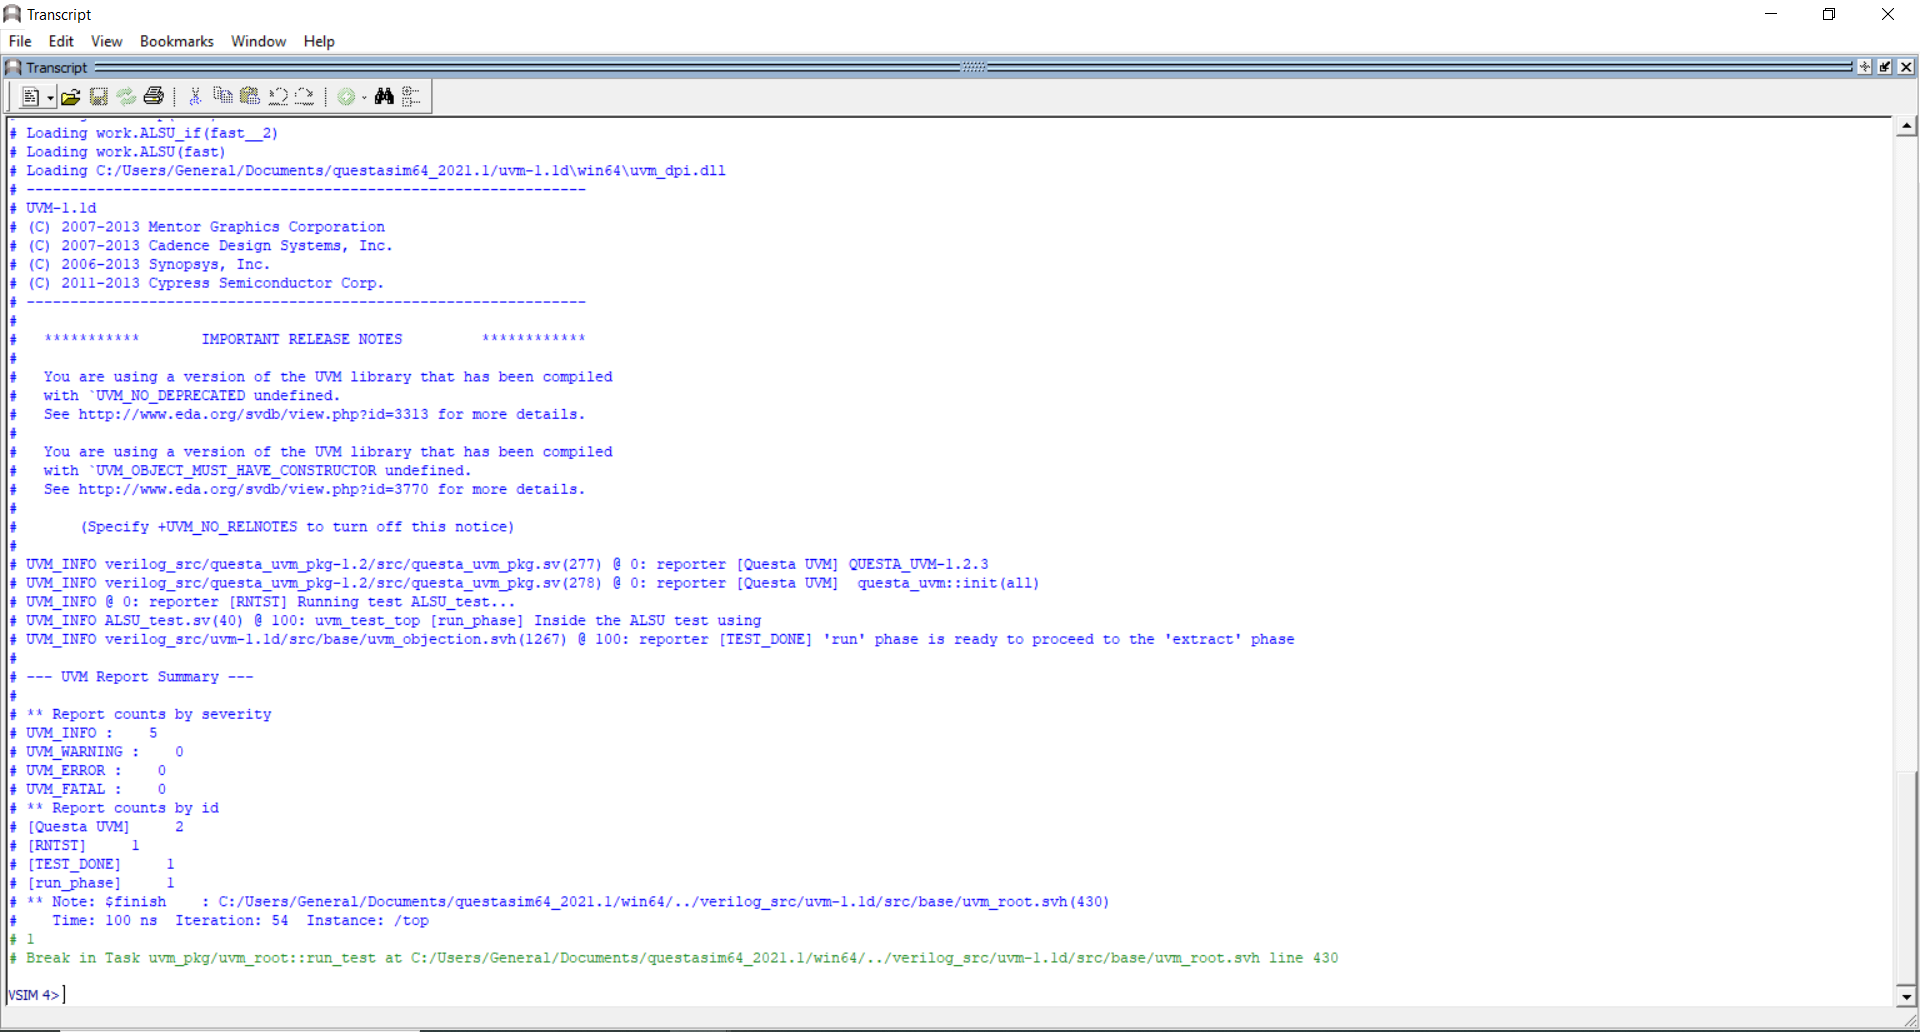 Transcript
File Edit View Bookmarks Window Help
Transcript
# Loading work.ALSU_if(fast__2)
# Loading work.ALSU(fast)
# Loading C:/Users/General/Documents/questasim64_2021.1/uvm-1.1d\win64\uvm_dpi.dll
# ----------------------------------------------------------------
# UVM-1.1d
# (C) 2007-2013 Mentor Graphics Corporation
# (C) 2007-2013 Cadence Design Systems, Inc.
# (C) 2006-2013 Synopsys, Inc.
# (C) 2011-2013 Cypress Semiconductor Corp.
# ----------------------------------------------------------------
#
#   ***********       IMPORTANT RELEASE NOTES         ************
#
#   You are using a version of the UVM library that has been compiled
#   with `UVM_NO_DEPRECATED undefined.
#   See http://www.eda.org/svdb/view.php?id=3313 for more details.
#
#   You are using a version of the UVM library that has been compiled
#   with `UVM_OBJECT_MUST_HAVE_CONSTRUCTOR undefined.
#   See http://www.eda.org/svdb/view.php?id=3770 for more details.
#
#       (Specify +UVM_NO_RELNOTES to turn off this notice)
#
# UVM_INFO verilog_src/questa_uvm_pkg-1.2/src/questa_uvm_pkg.sv(277) @ 0: reporter [Questa UVM] QUESTA_UVM-1.2.3
# UVM_INFO verilog_src/questa_uvm_pkg-1.2/src/questa_uvm_pkg.sv(278) @ 0: reporter [Questa UVM]  questa_uvm::init(all)
# UVM_INFO @ 0: reporter [RNTST] Running test ALSU_test...
# UVM_INFO ALSU_test.sv(40) @ 100: uvm_test_top [run_phase] Inside the ALSU test using
# UVM_INFO verilog_src/uvm-1.1d/src/base/uvm_objection.svh(1267) @ 100: reporter [TEST_DONE] 'run' phase is ready to proceed to the 'extract' phase
#
# --- UVM Report Summary ---
#
# ** Report counts by severity
# UVM_INFO :    5
# UVM_WARNING :    0
# UVM_ERROR :    0
# UVM_FATAL :    0
# ** Report counts by id
# [Questa UVM]     2
# [RNTST]     1
# [TEST_DONE]     1
# [run_phase]     1
# ** Note: $finish    : C:/Users/General/Documents/questasim64_2021.1/win64/../verilog_src/uvm-1.1d/src/base/uvm_root.svh(430)
#    Time: 100 ns  Iteration: 54  Instance: /top
# 1
# Break in Task uvm_pkg/uvm_root::run_test at C:/Users/General/Documents/questasim64_2021.1/win64/../verilog_src/uvm-1.1d/src/base/uvm_root.svh line 430
VSIM 4>